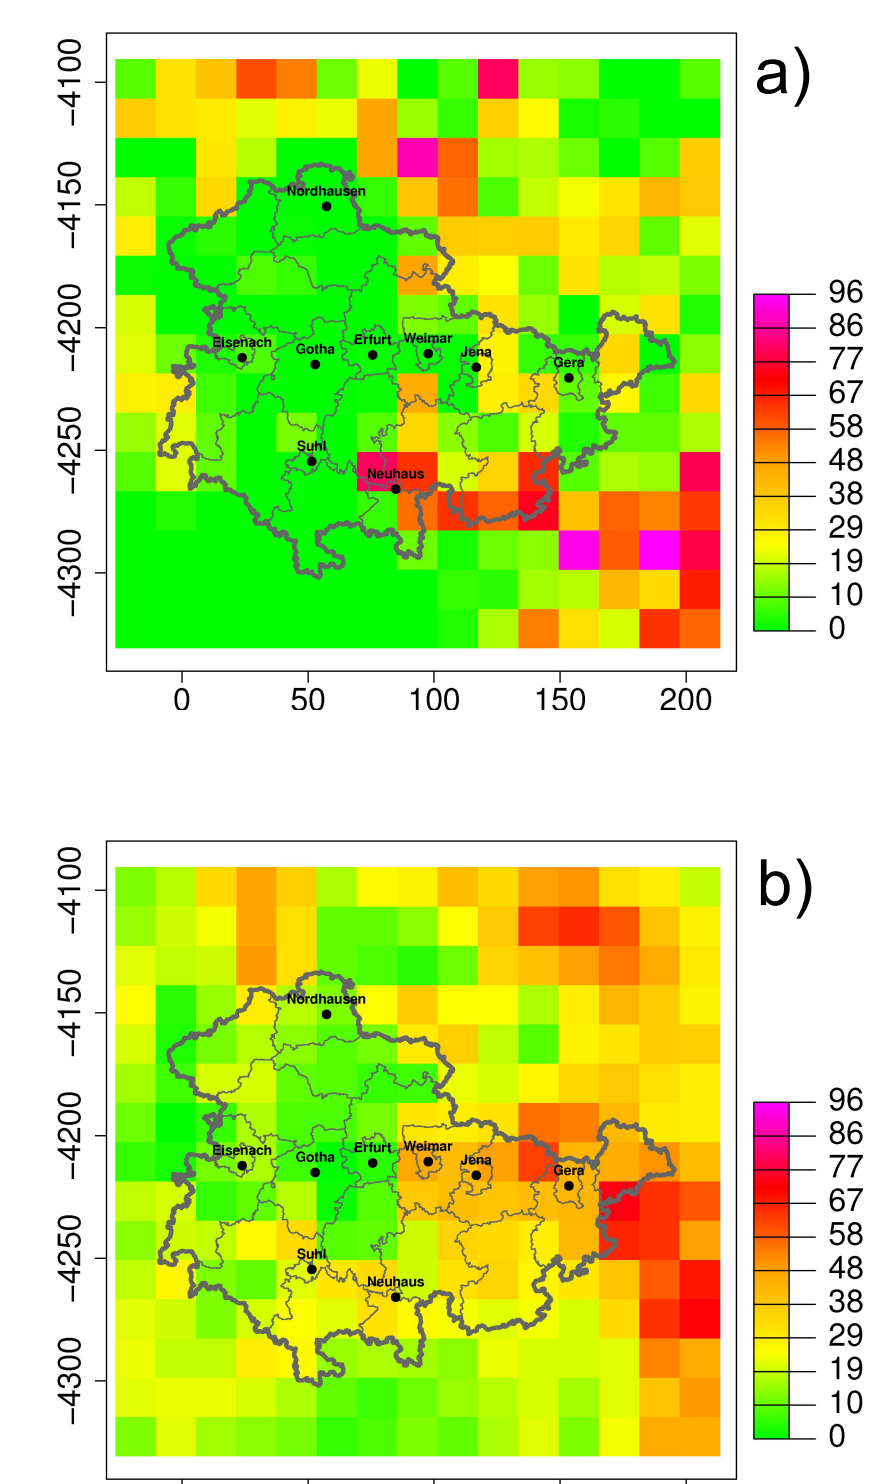 a)
−4100
−4150
−4200
−4250
−4300
Nordhausen
Eisenach
Gotha
Erfurt
Weimar
Jena
Gera
Suhl
Neuhaus
96
86
77
67
58
48
38
29
19
10
0
0 50 100 150 200
b)
−4100
−4150
−4200
−4250
−4300
Nordhausen
Eisenach
Gotha
Erfurt
Weimar
Jena
Gera
Suhl
Neuhaus
96
86
77
67
58
48
38
29
19
10
0